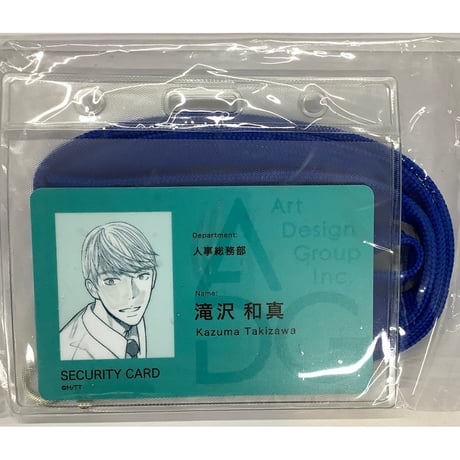 Art
Design
Group
Inc.
ADG
Department:
人事総務部
Name:
滝沢 和真
Kazuma Takizawa
SECURITY CARD
©H/TT